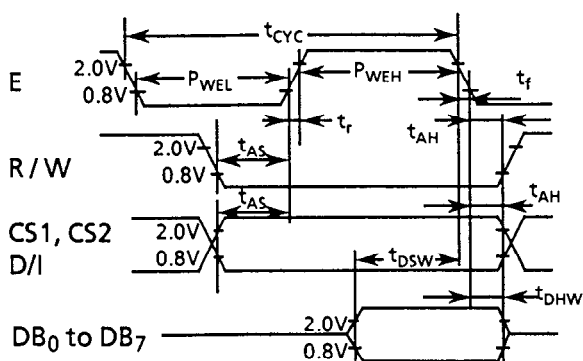 tCYC
E
2.0V
0.8V
PWEL
PWEH
tf
tr
tAH
R / W
2.0V
0.8V
tAS
tAS
tAH
CS1, CS2
D/I
2.0V
0.8V
tDSW
tDHW
DB0 to DB7
2.0V
0.8V